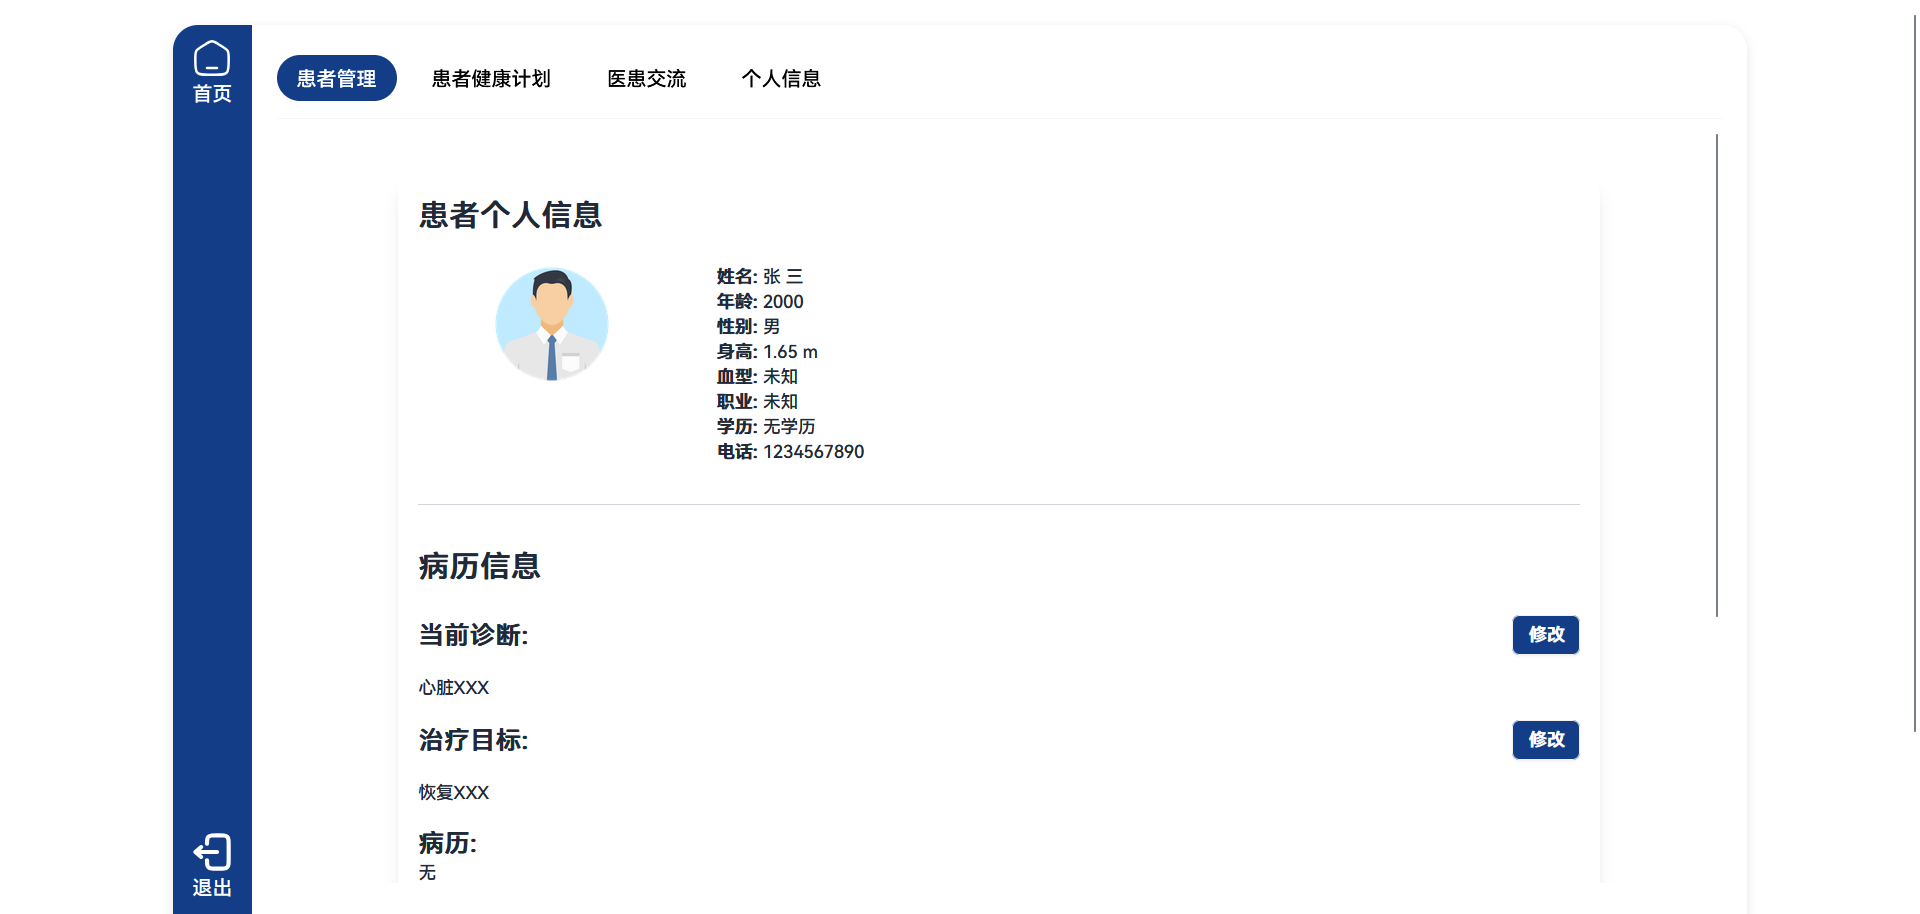 首页
患者管理 患者健康计划 医患交流 个人信息
患者个人信息
姓名: 张 三
年龄: 2000
性别: 男
身高: 1.65 m
血型: 未知
职业: 未知
学历: 无学历
电话: 1234567890
病历信息
当前诊断: 修改
心脏XXX
治疗目标: 修改
恢复XXX
病历:
无
退出